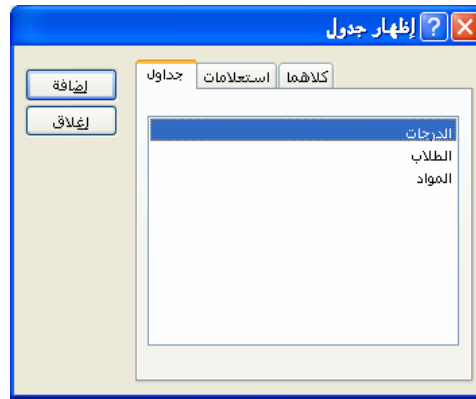 إظهار جدول
جداول استعلامات كلاهما
إضافة
إغلاق
الدرجات
الطلاب
المواد